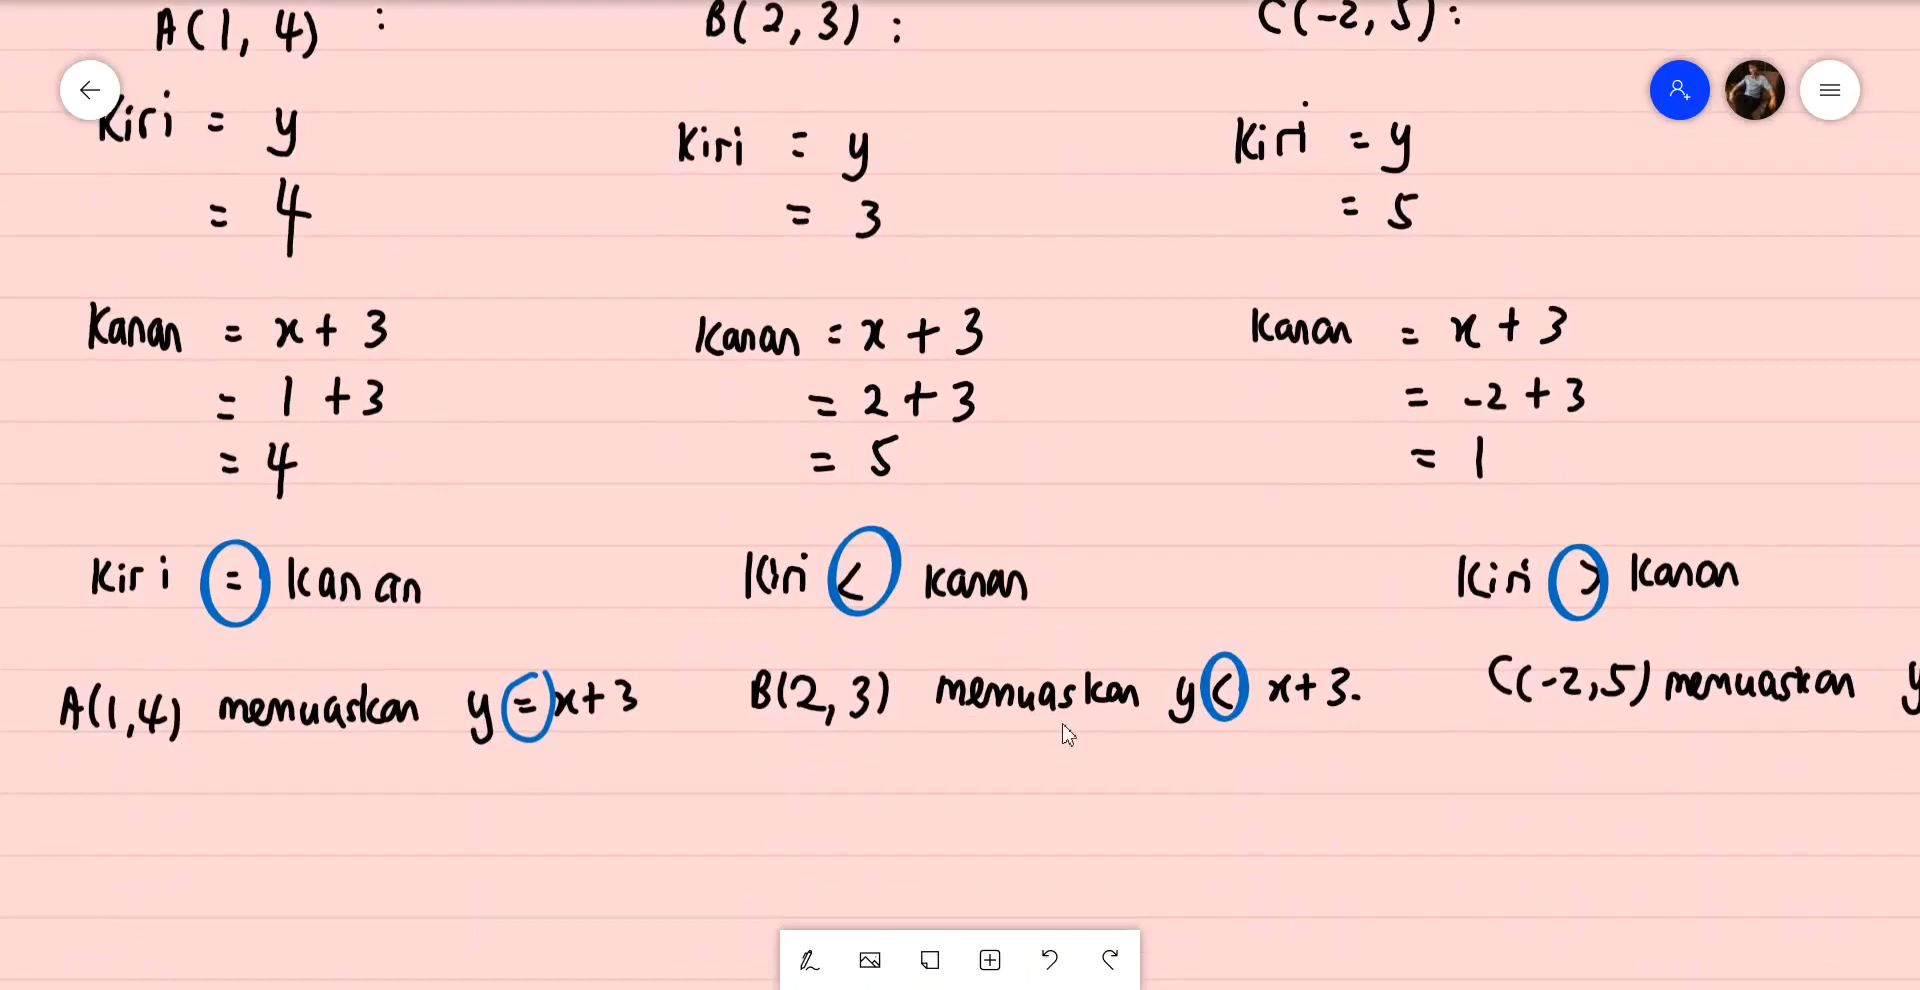 A(1, 4) :
Kiri = y
= 4
Kanan = x + 3
= 1 + 3
= 4
Kiri = Kanan
A(1,4) memuaskan y = x+3
B(2, 3) :
Kiri = y
= 3
Kanan = x + 3
= 2 + 3
= 5
Kiri < Kanan
B(2, 3) memuaskan y < x+3.
C(-2, 5) :
Kiri = y
= 5
Kanan = x + 3
= -2 + 3
= 1
Kiri > Kanan
C(-2,5) memuaskan y